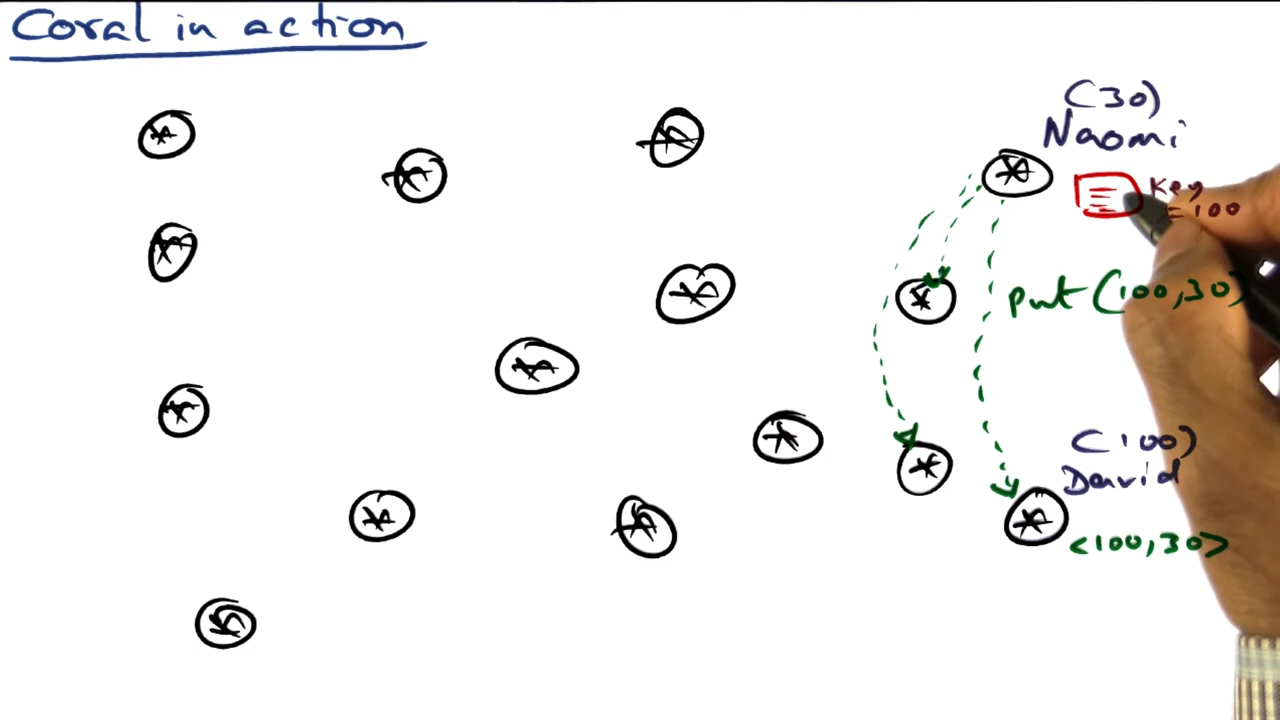 Coral in action
(30)
Naomi
Key
=100
put (100,30)
(100)
David
<100,30>